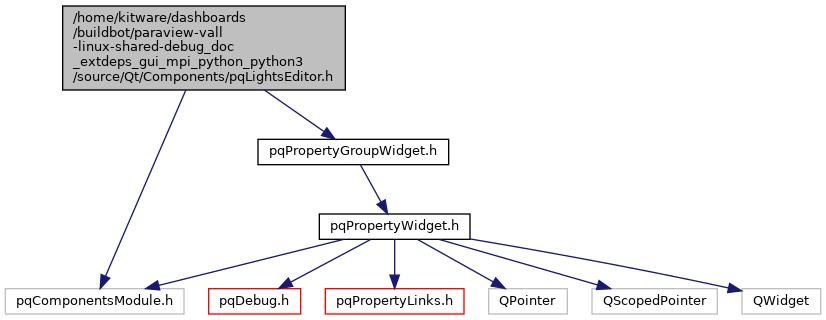 /home/kitware/dashboards
/buildbot/paraview-vall
-linux-shared-debug_doc
_extdeps_gui_mpi_python_python3
/source/Qt/Components/pqLightsEditor.h
pqPropertyGroupWidget.h
pqPropertyWidget.h
pqComponentsModule.h
pqDebug.h
pqPropertyLinks.h
QPointer
QScopedPointer
QWidget